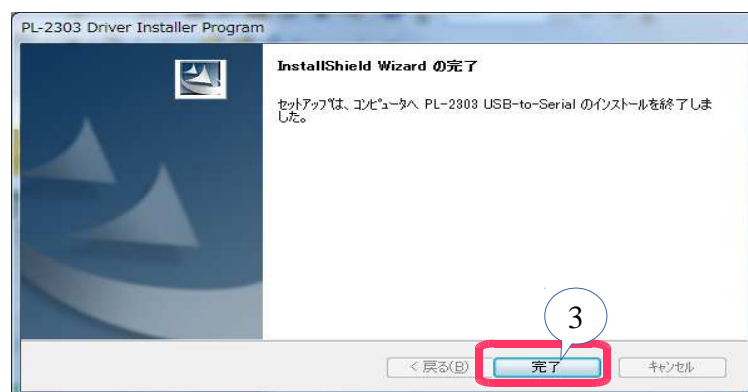 PL-2303 Driver Installer Program
InstallShield Wizard の完了
セットアップは、コンピュータへ PL-2303 USB-to-Serial のインストールを終了しま
した。
3
< 戻る(B)
完了
キャンセル